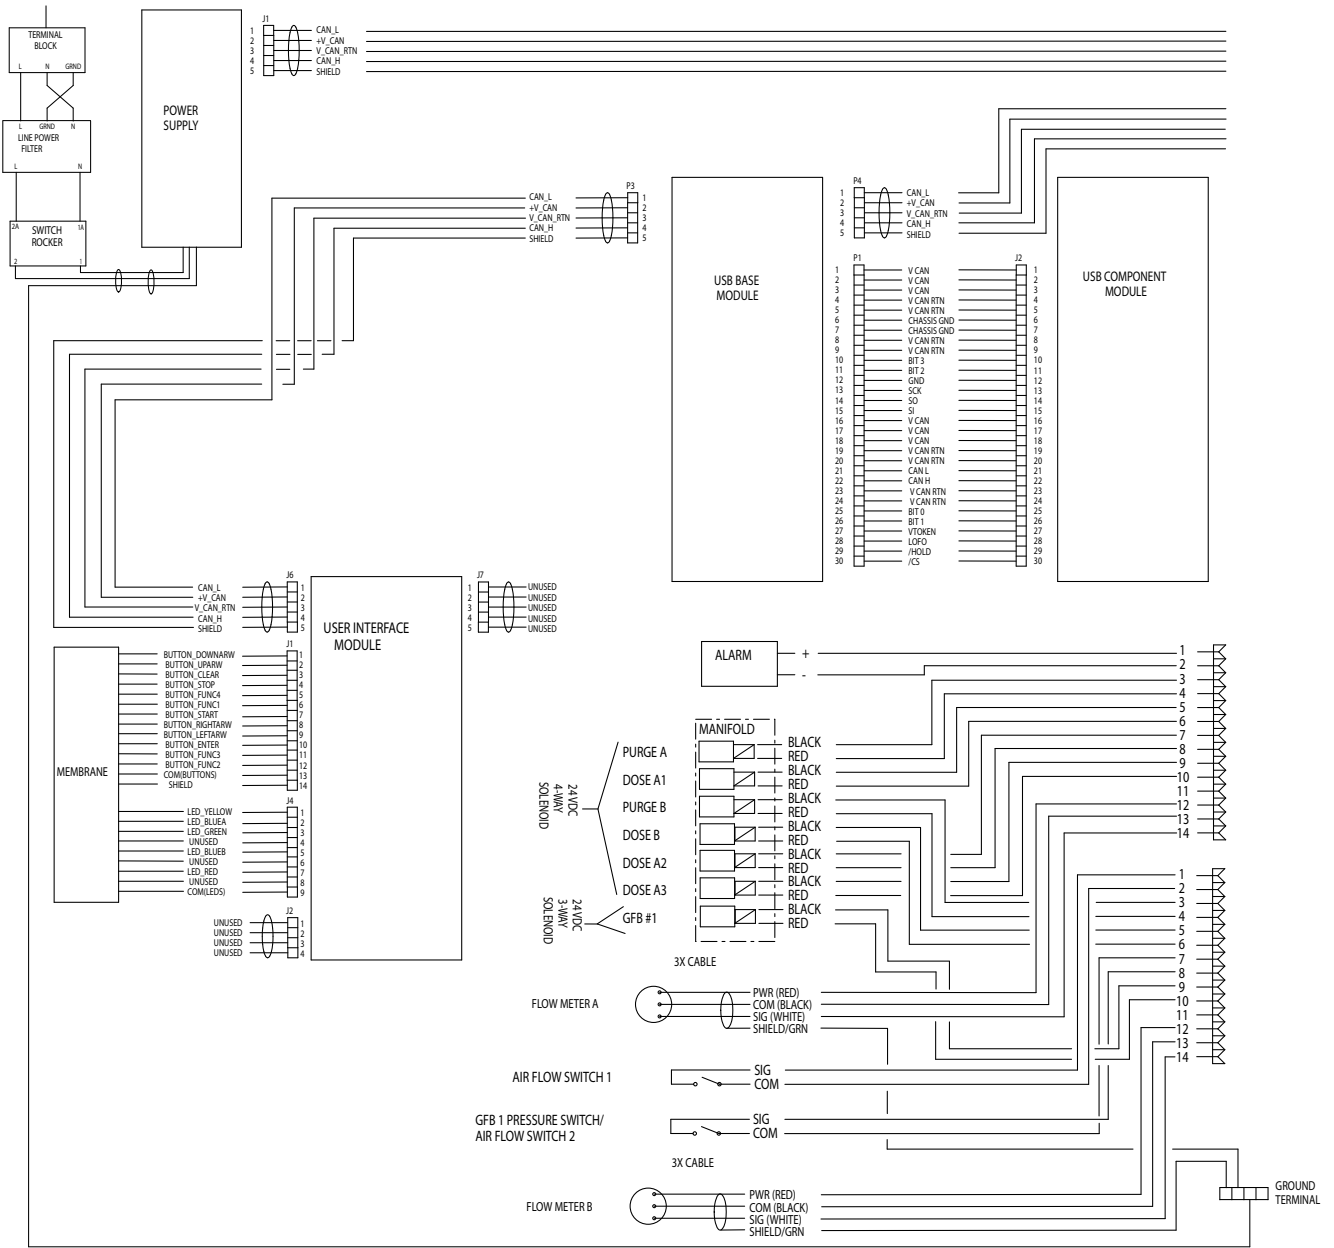 TERMINAL
BLOCK
L N GRND
L GRND N
LINE POWER
FILTER
L N
2A 1A
SWITCH
ROCKER
2 1
POWER
SUPPLY
J1
1 CAN_L
2 +V_CAN
3 V_CAN_RTN
4 CAN_H
5 SHIELD
P3
CAN_L 1
+V_CAN 2
V_CAN_RTN 3
CAN_H 4
SHIELD 5
USB BASE
MODULE
P4
1 CAN_L
2 +V_CAN
3 V_CAN_RTN
4 CAN_H
5 SHIELD
P1 J2
1 V CAN 1
2 V CAN 2
3 V CAN 3
4 V CAN RTN 4
5 V CAN RTN 5
6 CHASSIS GND 6
7 CHASSIS GND 7
8 V CAN RTN 8
9 V CAN RTN 9
10 BIT 3 10
11 BIT 2 11
12 GND 12
13 SCK 13
14 SO 14
15 SI 15
16 V CAN 16
17 V CAN 17
18 V CAN 18
19 V CAN RTN 19
20 V CAN RTN 20
21 CAN L 21
22 CAN H 22
23 V CAN RTN 23
24 V CAN RTN 24
25 BIT 0 25
26 BIT 1 26
27 VTOKEN 27
28 LOFO 28
29 /HOLD 29
30 /CS 30
USB COMPONENT
MODULE
J6
CAN_L 1
+V_CAN 2
V_CAN_RTN 3
CAN_H 4
SHIELD 5
USER INTERFACE
MODULE
J7
1 UNUSED
2 UNUSED
3 UNUSED
4 UNUSED
5 UNUSED
MEMBRANE
J1
BUTTON_DOWNARW 1
BUTTON_UPARW 2
BUTTON_CLEAR 3
BUTTON_STOP 4
BUTTON_FUNC4 5
BUTTON_FUNC1 6
BUTTON_START 7
BUTTON_RIGHTARW 8
BUTTON_LEFTARW 9
BUTTON_ENTER 10
BUTTON_FUNC3 11
BUTTON_FUNC2 12
COM(BUTTONS) 13
SHIELD 14
J4
LED_YELLOW 1
LED_BLUEA 2
LED_GREEN 3
UNUSED 4
LED_BLUEB 5
UNUSED 6
LED_RED 7
UNUSED 8
COM(LEDS) 9
J2
UNUSED 1
UNUSED 2
UNUSED 3
UNUSED 4
ALARM + -
MANIFOLD
24 VDC
4-WAY
SOLENOID
PURGE A BLACK
RED
DOSE A1 BLACK
RED
PURGE B BLACK
RED
DOSE B BLACK
RED
DOSE A2 BLACK
RED
DOSE A3 BLACK
RED
24 VDC
3-WAY
SOLENOID
GFB #1 BLACK
RED
1
2
3
4
5
6
7
8
9
10
11
12
13
14
1
2
3
4
5
6
7
8
9
10
11
12
13
14
3X CABLE
FLOW METER A
PWR (RED)
COM (BLACK)
SIG (WHITE)
SHIELD/GRN
AIR FLOW SWITCH 1
SIG
COM
GFB 1 PRESSURE SWITCH/
AIR FLOW SWITCH 2
SIG
COM
3X CABLE
FLOW METER B
PWR (RED)
COM (BLACK)
SIG (WHITE)
SHIELD/GRN
GROUND
TERMINAL